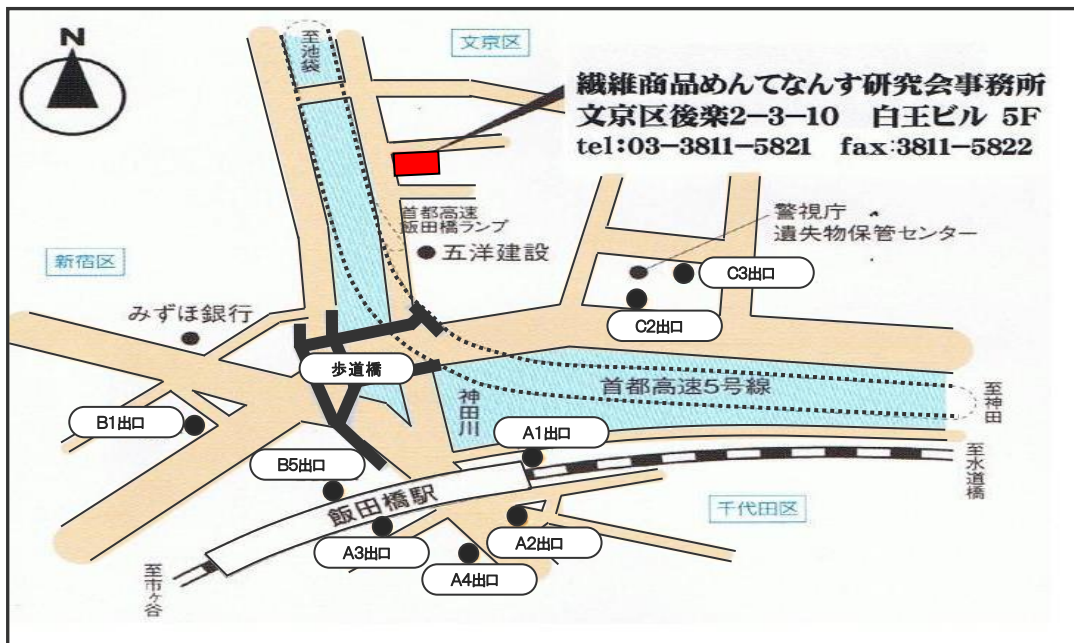 N
至池袋
文京区
繊維商品めんてなんす研究会事務所
文京区後楽2-3-10　白王ビル 5F
tel:03-3811-5821　fax:3811-5822
首都高速
飯田橋ランプ
五洋建設
警視庁
遺失物保管センター
新宿区
C3出口
みずほ銀行
C2出口
歩道橋
首都高速5号線
至神田
神田川
B1出口
A1出口
B5出口
至水道橋
飯田橋駅
千代田区
A3出口
A2出口
A4出口
至市ヶ谷